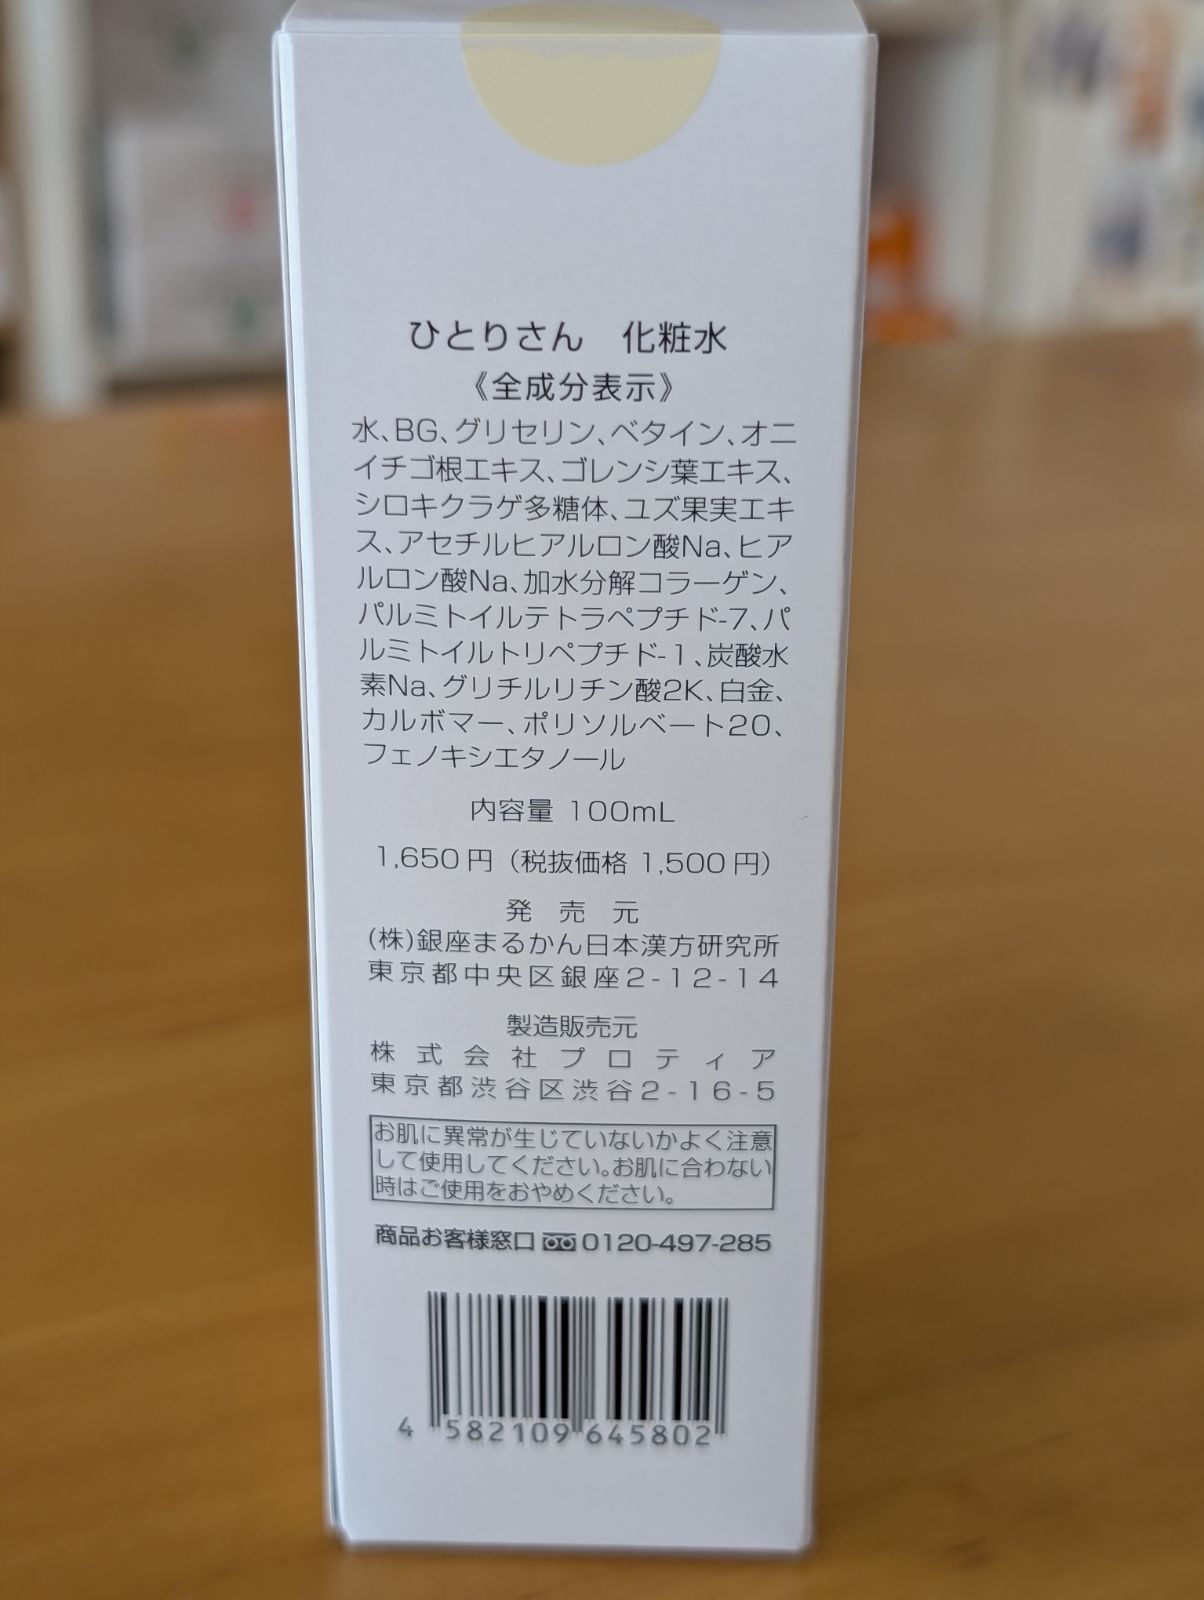 ひとりさん　化粧水
《全成分表示》
水、BG、グリセリン、ベタイン、オニ
イチゴ根エキス、ゴレンシ葉エキス、
シロキクラゲ多糖体、ユズ果実エキ
ス、アセチルヒアルロン酸Na、ヒア
ルロン酸Na、加水分解コラーゲン、
パルミトイルテトラペプチド-7、パ
ルミトイルトリペプチド-1、炭酸水
素Na、グリチルリチン酸2K、白金、
カルボマー、ポリソルベート20、
フェノキシエタノール
内容量 100mL
1,650円（税抜価格 1,500円）
発　売　元
(株)銀座まるかん日本漢方研究所
東京都中央区銀座2-12-14
製造販売元
株式会社プロティア
東京都渋谷区渋谷2-16-5
お肌に異常が生じていないかよく注意
して使用してください。お肌に合わない
時はご使用をおやめください。
商品お客様窓口 0120-497-285
4 582109 645802